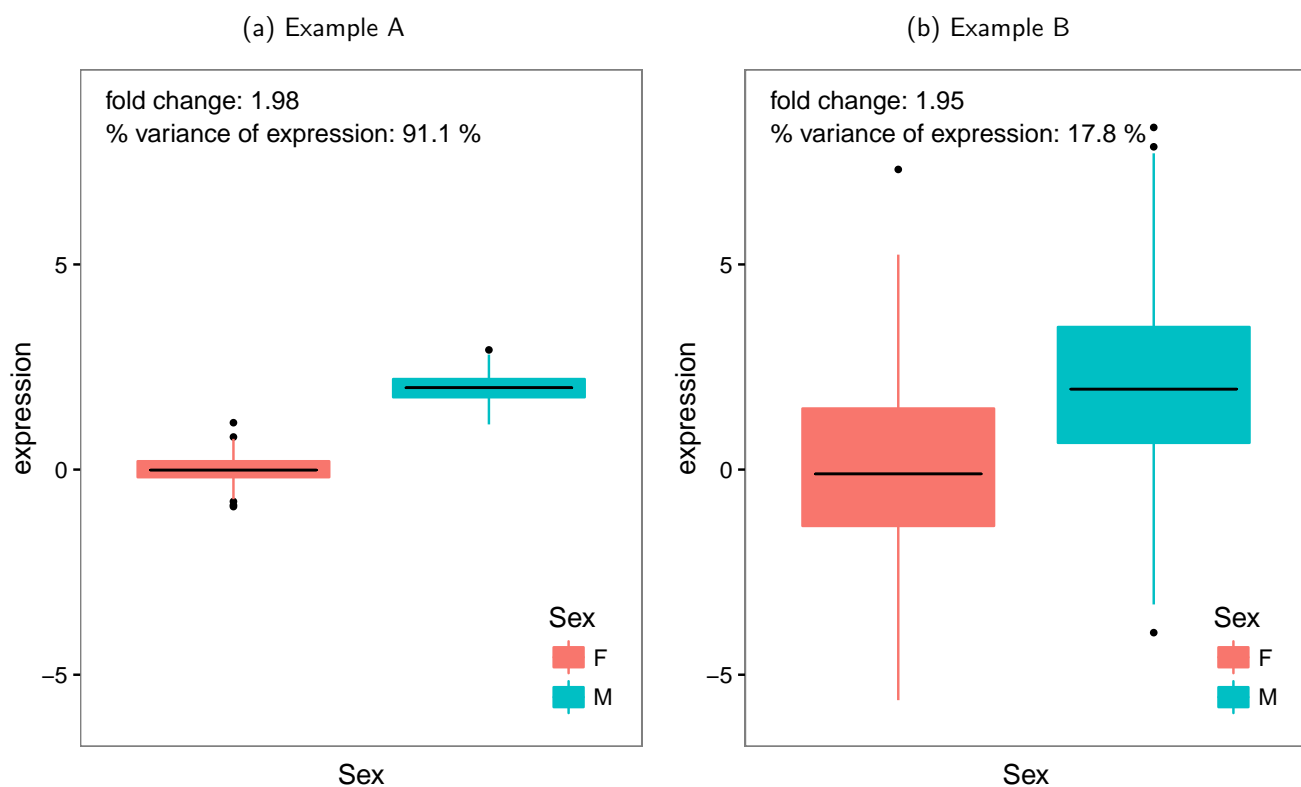 (a) Example A
fold change: 1.98
% variance of expression: 91.1 %
5
0
−5
expression
Sex
F
M
Sex
(b) Example B
fold change: 1.95
% variance of expression: 17.8 %
5
0
−5
expression
Sex
F
M
Sex